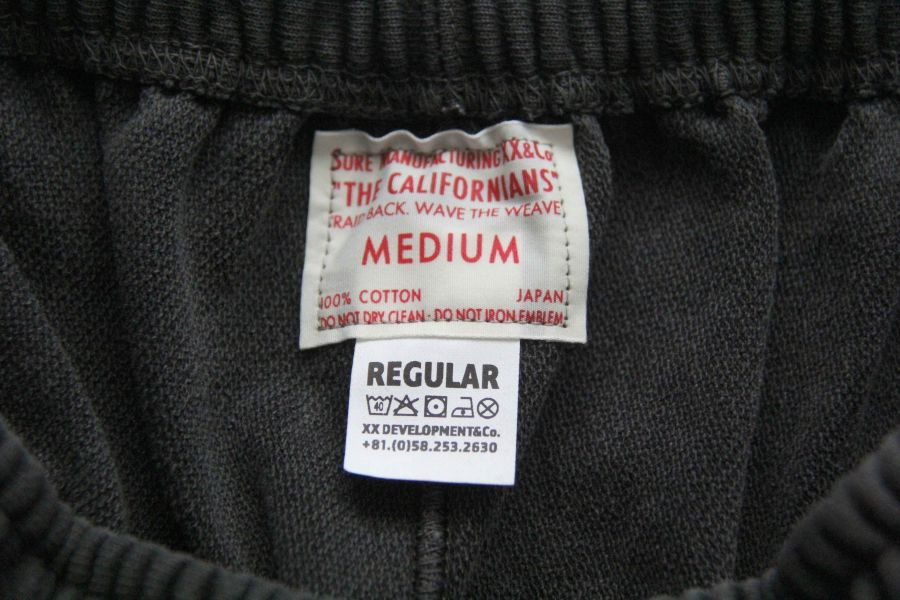 SURE MANUFACTURING XX&Co.
"THE CALIFORNIANS"
BACK. WAVE THE WEAVE
MEDIUM
100% COTTON JAPAN
DO NOT DRY CLEAN · DO NOT IRON EMBLEM
REGULAR
40
XX DEVELOPMENT&Co.
+81.(0)58.253.2630